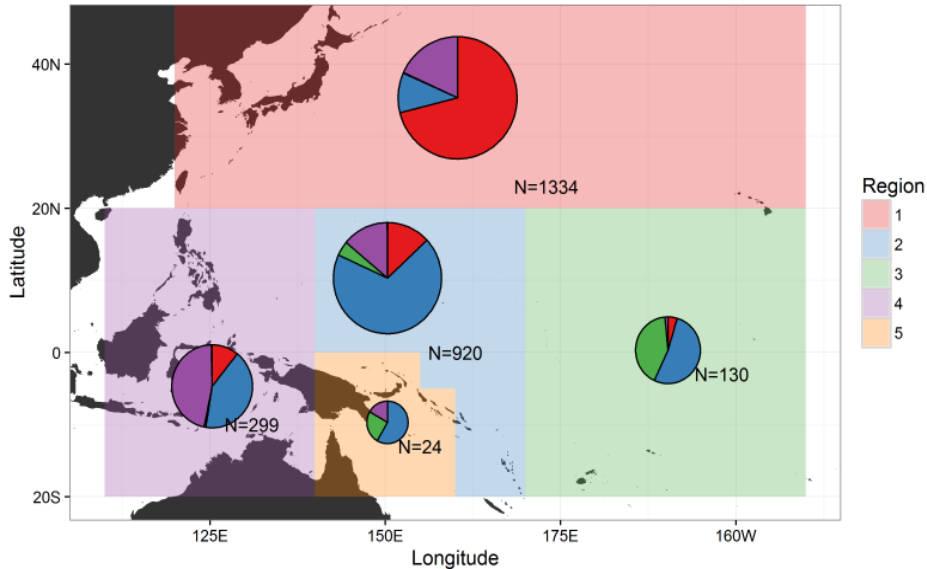 40N
20N
0
20S
Latitude
N=1334
N=920
N=130
N=299
N=24
125E
150E
175E
160W
Longitude
Region
1
2
3
4
5